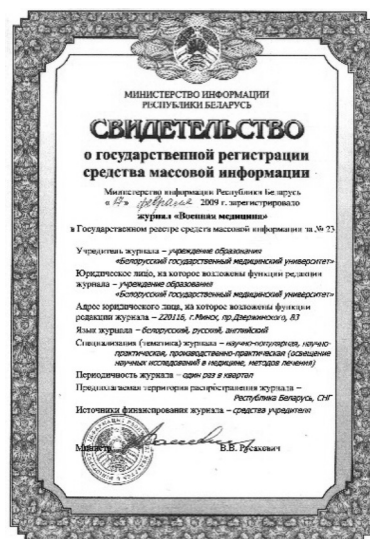 МИНИСТЕРСТВО ИНФОРМАЦИИ
РЕСПУБЛИКИ БЕЛАРУСЬ
СВИДЕТЕЛЬСТВО
о государственной регистрации
средства массовой информации
Министерство информации Республики Беларусь
« 17 » февраля 2009 г. зарегистрировало
журнал «Военная медицина»
в Государственном реестре средств массовой информации за № 23
Учредитель журнала – учреждение образования
«Белорусский государственный медицинский университет»
Юридическое лицо, на которое возложены функции редакции
журнала – учреждение образования
«Белорусский государственный медицинский университет»
Адрес юридического лица, на которое возложены функции
редакции журнала – 220116, г.Минск, пр.Дзержинского, 83
Язык журнала – белорусский, русский, английский
Специализация (тематика) журнала – научно-популярная, научно-
практическая, производственно-практическая (освещение
научных исследований в медицине, методов лечения)
Периодичность журнала – один раз в квартал
Предполагаемая территория распространения журнала –
Республика Беларусь, СНГ
Источники финансирования журнала – средства учредителя
Министр В.В. Русакевич